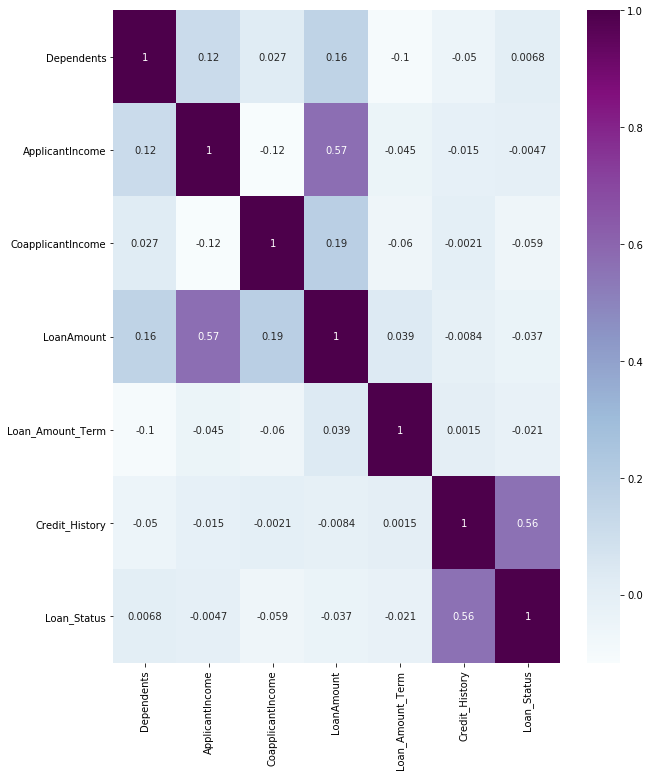 1.0
Dependents 1 0.12 0.027 0.16 -0.1 -0.05 0.0068
0.8
ApplicantIncome 0.12 1 -0.12 0.57 -0.045 -0.015 -0.0047
0.6
CoapplicantIncome 0.027 -0.12 1 0.19 -0.06 -0.0021 -0.059
LoanAmount 0.16 0.57 0.19 1 0.039 -0.0084 -0.037
0.4
Loan_Amount_Term -0.1 -0.045 -0.06 0.039 1 0.0015 -0.021
0.2
Credit_History -0.05 -0.015 -0.0021 -0.0084 0.0015 1 0.56
0.0
Loan_Status 0.0068 -0.0047 -0.059 -0.037 -0.021 0.56 1
Dependents
ApplicantIncome
CoapplicantIncome
LoanAmount
Loan_Amount_Term
Credit_History
Loan_Status